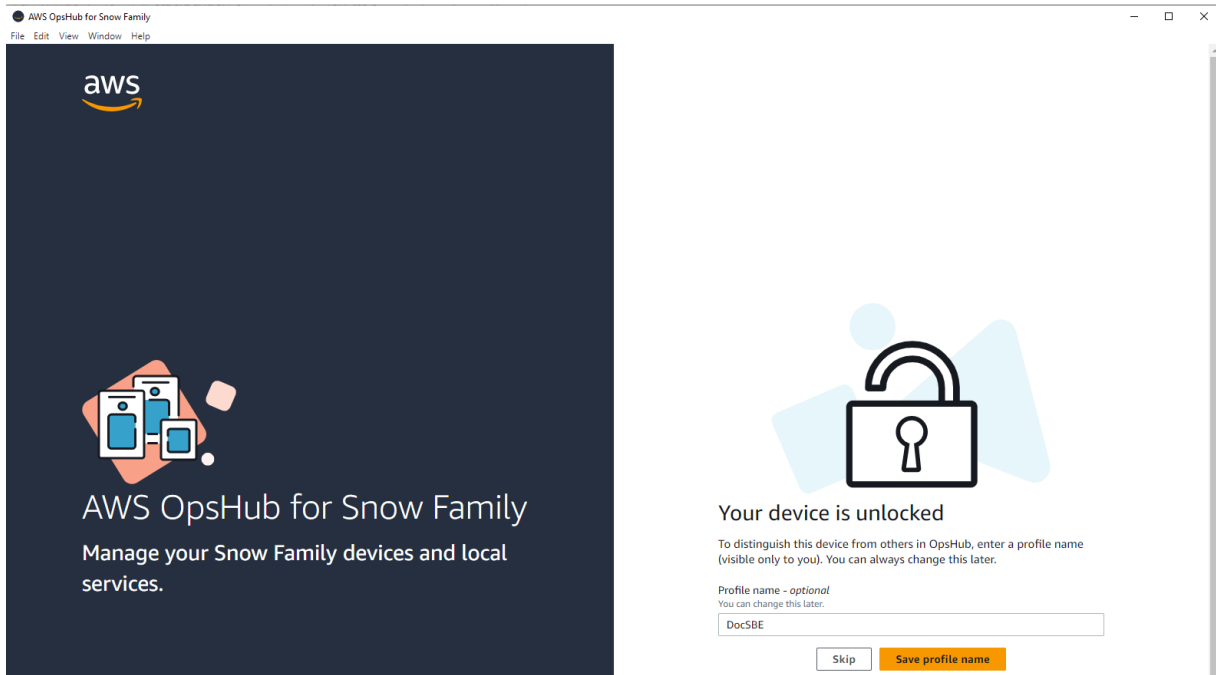 AWS OpsHub for Snow Family
File Edit View Window Help
aws
AWS OpsHub for Snow Family
Manage your Snow Family devices and local
services.
Your device is unlocked
To distinguish this device from others in OpsHub, enter a profile name
(visible only to you). You can always change this later.
Profile name - optional
You can change this later.
DocSBE
Skip Save profile name